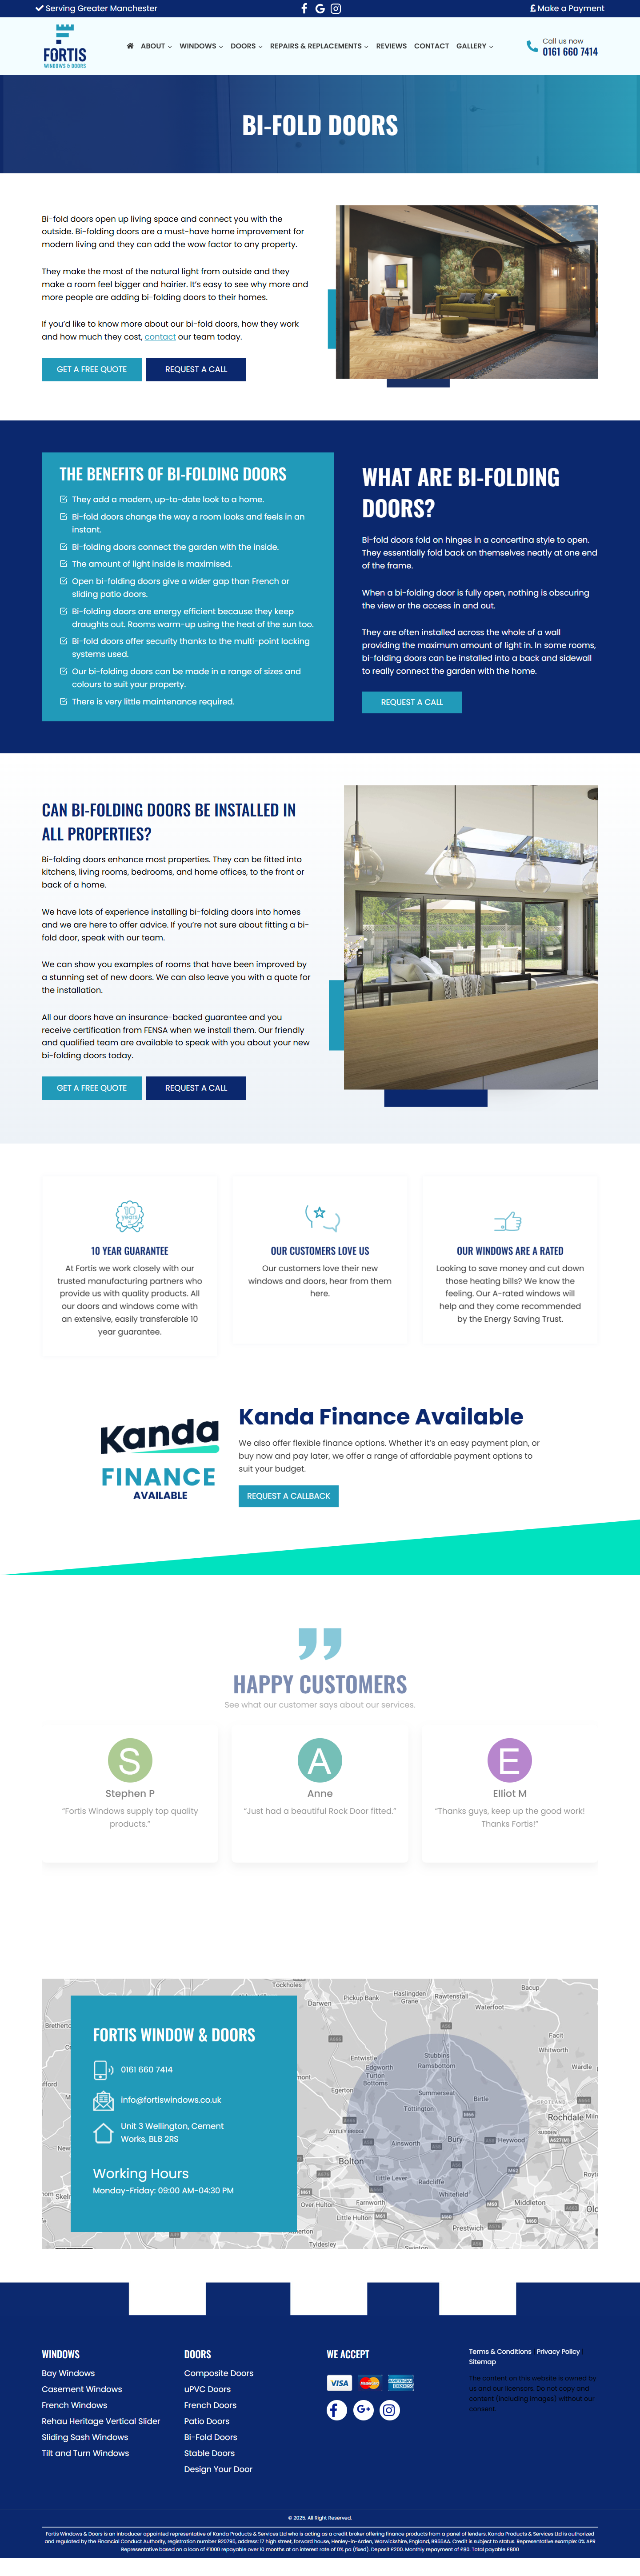 Serving Greater Manchester
£ Make a Payment
FORTIS
WINDOWS & DOORS
ABOUT
WINDOWS
DOORS
REPAIRS & REPLACEMENTS
REVIEWS
CONTACT
GALLERY
Call us now
0161 660 7414
BI-FOLD DOORS
Bi-fold doors open up living space and connect you with the
outside. Bi-folding doors are a must-have home improvement for
modern living and they can add the wow factor to any property.
They make the most of the natural light from outside and they
make a room feel bigger and hairier. It's easy to see why more and
more people are adding bi-folding doors to their homes.
If you'd like to know more about our bi-fold doors, how they work
and how much they cost, contact our team today.
GET A FREE QUOTE
REQUEST A CALL
THE BENEFITS OF BI-FOLDING DOORS
They add a modern, up-to-date look to a home.
Bi-fold doors change the way a room looks and feels in an
instant.
Bi-folding doors connect the garden with the inside.
The amount of light inside is maximised.
Open bi-folding doors give a wider gap than French or
sliding patio doors.
Bi-folding doors are energy efficient because they keep
draughts out. Rooms warm-up using the heat of the sun too.
Bi-fold doors offer security thanks to the multi-point locking
systems used.
Our bi-folding doors can be made in a range of sizes and
colours to suit your property.
There is very little maintenance required.
WHAT ARE BI-FOLDING
DOORS?
Bi-fold doors fold on hinges in a concertina style to open.
They essentially fold back on themselves neatly at one end
of the frame.
When a bi-folding door is fully open, nothing is obscuring
the view or the access in and out.
They are often installed across the whole of a wall
providing the maximum amount of light in. In some rooms,
bi-folding doors can be installed into a back and sidewall
to really connect the garden with the home.
REQUEST A CALL
CAN BI-FOLDING DOORS BE INSTALLED IN
ALL PROPERTIES?
Bi-folding doors enhance most properties. They can be fitted into
kitchens, living rooms, bedrooms, and home offices, to the front or
back of a home.
We have lots of experience installing bi-folding doors into homes
and we are here to offer advice. If you're not sure about fitting a bi-
fold door, speak with our team.
We can show you examples of rooms that have been improved by
a stunning set of new doors. We can also leave you with a quote for
the installation.
All our doors have an insurance-backed guarantee and you
receive certification from FENSA when we install them. Our friendly
and qualified team are available to speak with you about your new
bi-folding doors today.
GET A FREE QUOTE
REQUEST A CALL
10
years
10 YEAR GUARANTEE
At Fortis we work closely with our
trusted manufacturing partners who
provide us with quality products. All
our doors and windows come with
an extensive, easily transferable 10
year guarantee.
OUR CUSTOMERS LOVE US
Our customers love their new
windows and doors, hear from them
here.
OUR WINDOWS ARE A RATED
Looking to save money and cut down
those heating bills? We know the
feeling. Our A-rated windows will
help and they come recommended
by the Energy Saving Trust.
Kanda
FINANCE
AVAILABLE
Kanda Finance Available
We also offer flexible finance options. Whether it's an easy payment plan, or
buy now and pay later, we offer a range of affordable payment options to
suit your budget.
REQUEST A CALLBACK
HAPPY CUSTOMERS
See what our customer says about our services.
S
Stephen P
“Fortis Windows supply top quality
products.”
A
Anne
“Just had a beautiful Rock Door fitted.”
E
Elliot M
“Thanks guys, keep up the good work!
Thanks Fortis!”
FORTIS WINDOW & DOORS
0161 660 7414
info@fortiswindows.co.uk
Unit 3 Wellington, Cement
Works, BL8 2RS
Working Hours
Monday-Friday: 09:00 AM-04:30 PM
Tockholes
Darwen
Pickup Bank
Haslingden
Grane
Rawtenstall
Bacup
Waterfoot
Facit
Whitworth
Wardle
Entwistle
Edgworth
Turton
Bottoms
Stubbins
Ramsbottom
Egerton
Summerseat
Birtle
Tottington
Rochdale
ASTLEY BRIDGE
Ainsworth
Bury
Heywood
SUDDEN
Bolton
Little Lever
Radcliffe
Farnworth
Whitefield
Over Hulton
Little Hulton
Middleton
Prestwich
Tyldesley
Swinton
WINDOWS
Bay Windows
Casement Windows
French Windows
Rehau Heritage Vertical Slider
Sliding Sash Windows
Tilt and Turn Windows
DOORS
Composite Doors
uPVC Doors
French Doors
Patio Doors
Bi-Fold Doors
Stable Doors
Design Your Door
WE ACCEPT
VISA
MasterCard
AMERICAN EXPRESS
Terms & Conditions
Privacy Policy
Sitemap
The content on this website is owned by
us and our licensors. Do not copy and
content (including images) without our
consent.
© 2025. All Right Reserved.
Fortis Windows & Doors is an introducer appointed representative of Kanda Products & Services Ltd who is acting as a credit broker offering finance products from a panel of lenders. Kanda Products & Services Ltd is authorized
and regulated by the Financial Conduct Authority, registration number 920795, address: 17 high street, forward house, Henley-in-Arden, Warwickshire, England, B955AA. Credit is subject to status. Representative example: 0% APR
Representative based on a loan of £1000 repayable over 10 months at an interest rate of 0% pa (fixed). Deposit £200. Monthly repayment of £80. Total payable £800